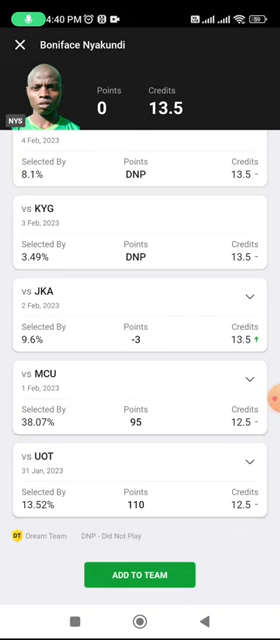 4:40 PM
59
Boniface Nyakundi
Points Credits
0 13.5
NYS
4 Feb, 2023
Selected By Points Credits
8.1% DNP 13.5 -
vs KYG
3 Feb, 2023
Selected By Points Credits
3.49% DNP 13.5 -
vs JKA
2 Feb, 2023
Selected By Points Credits
9.6% -3 13.5 ↑
vs MCU
1 Feb, 2023
Selected By Points Credits
38.07% 95 12.5 -
vs UOT
31 Jan, 2023
Selected By Points Credits
13.52% 110 12.5 -
DT Dream Team DNP - Did Not Play
ADD TO TEAM